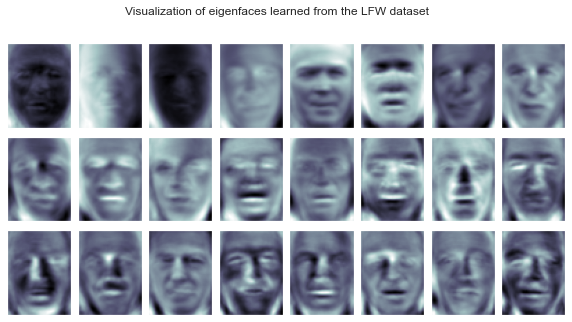 Visualization of eigenfaces learned from the LFW dataset